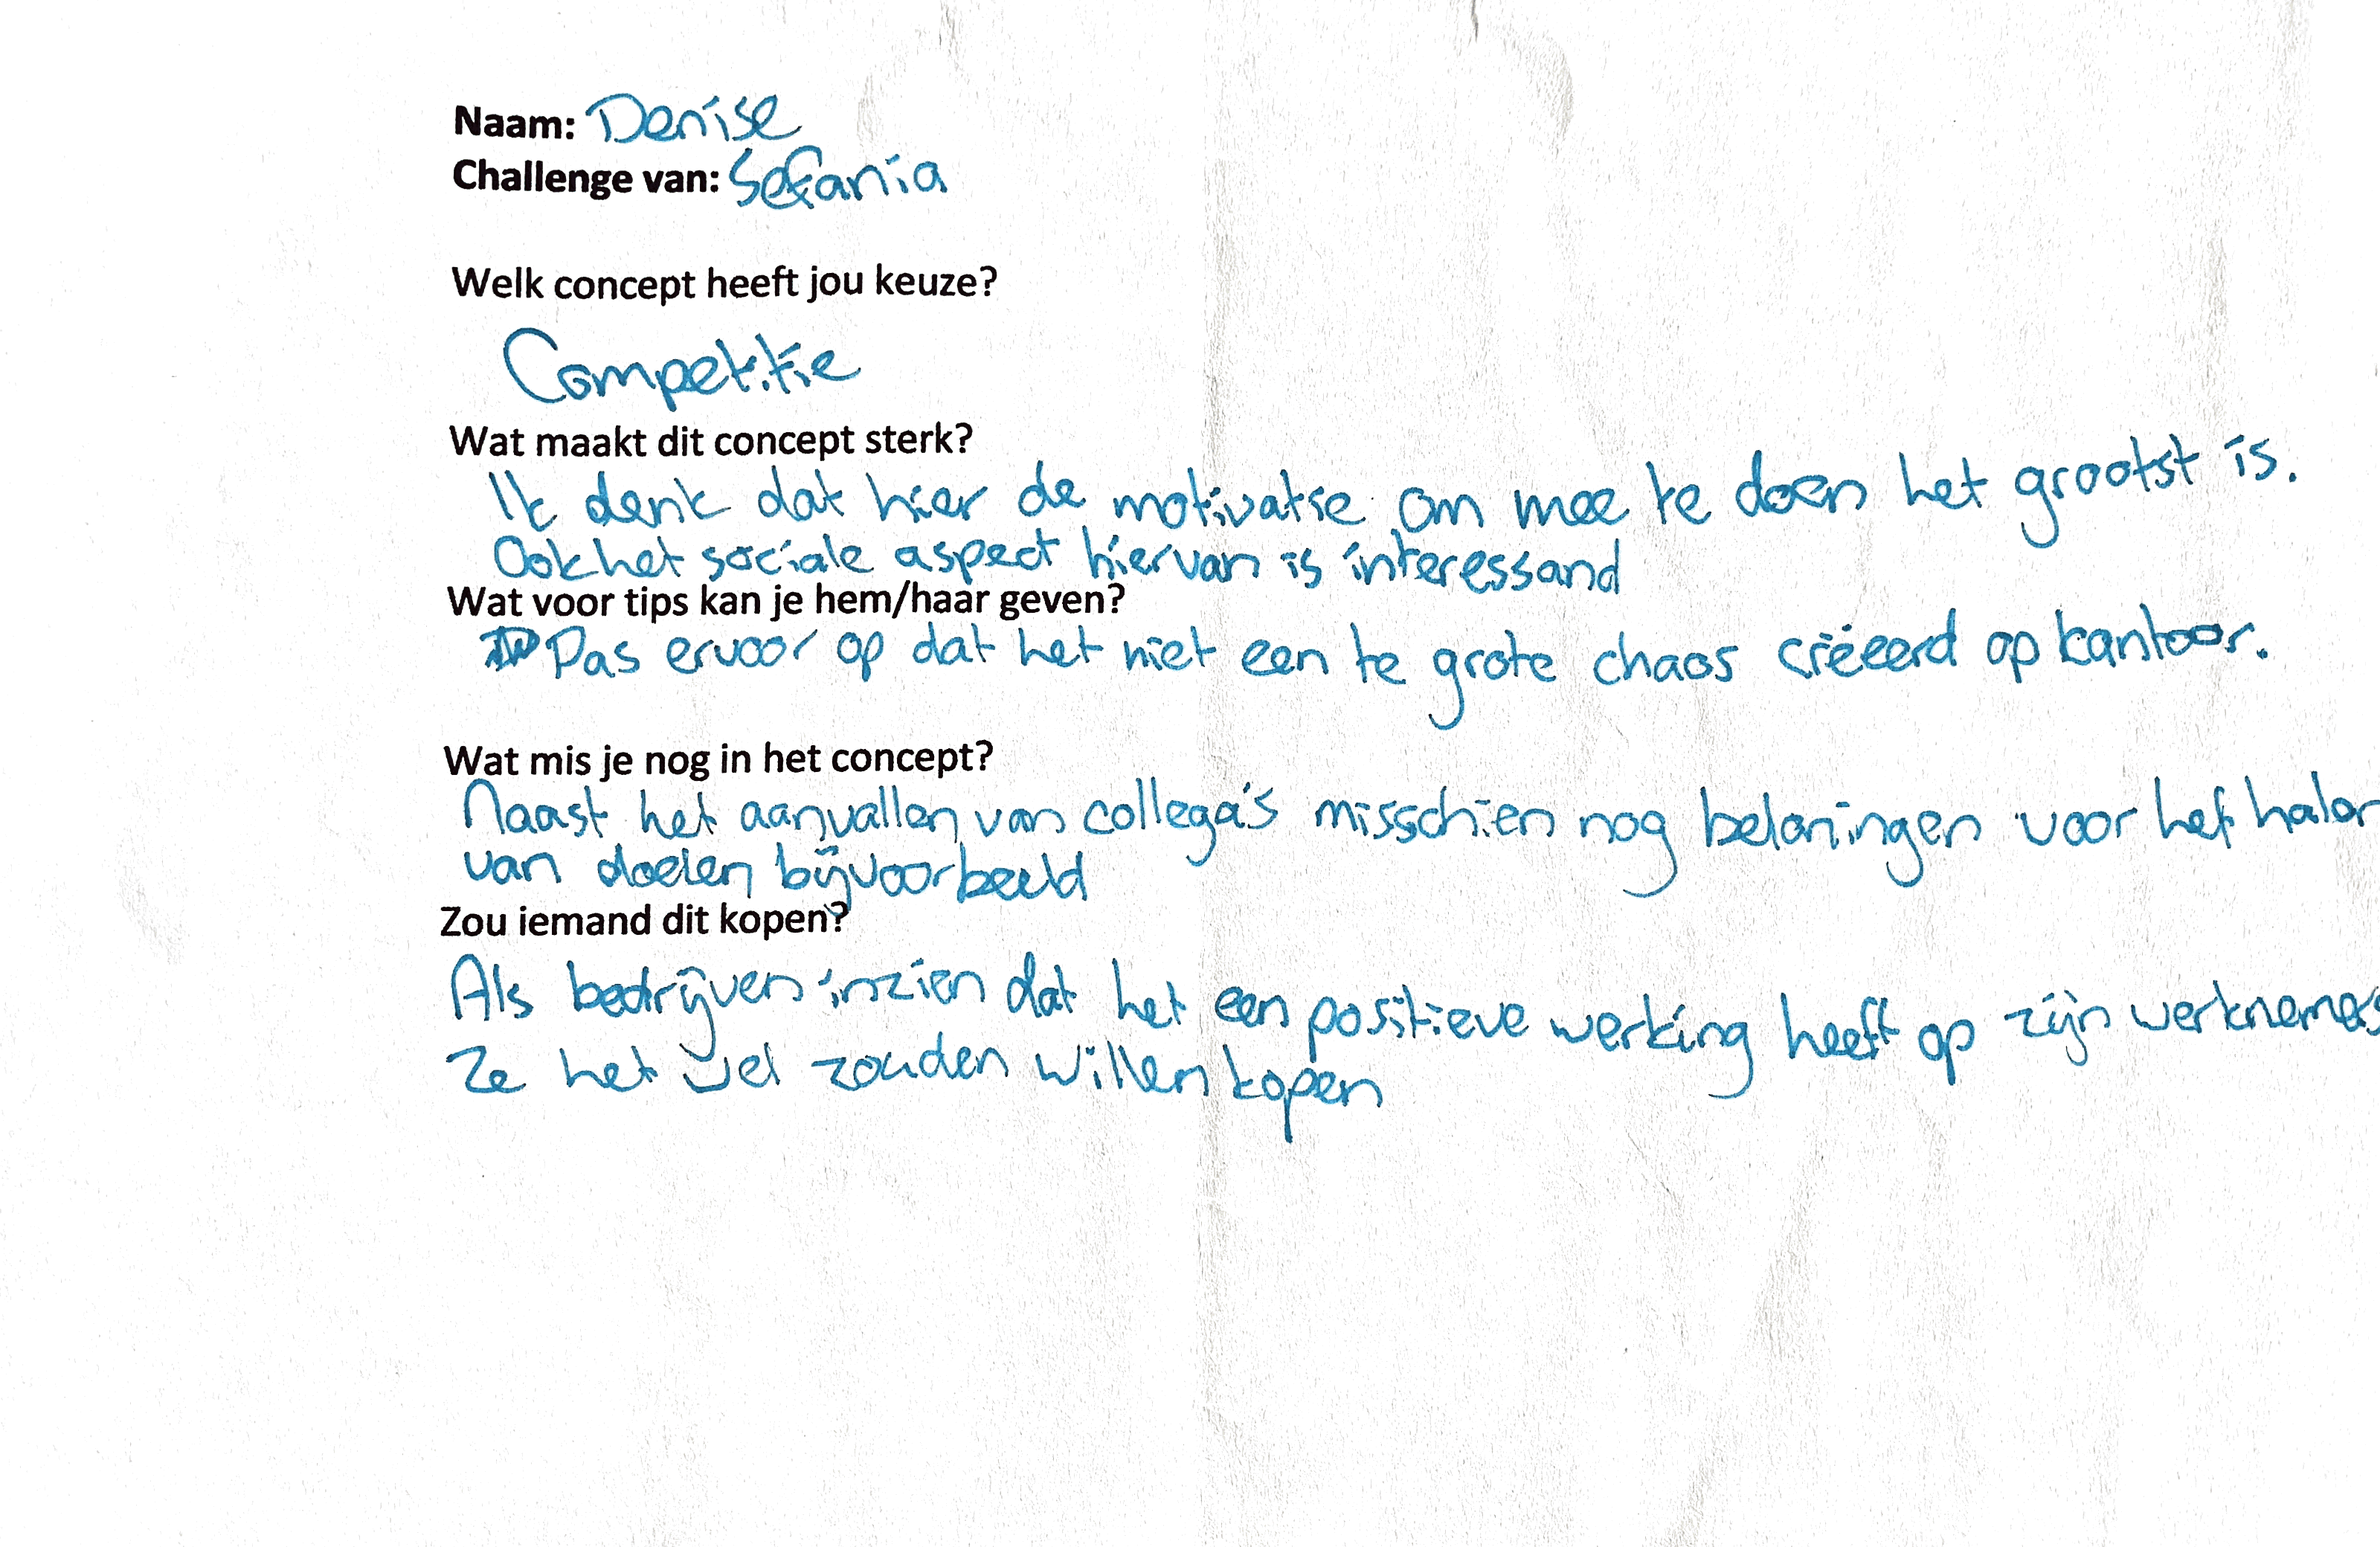 Naam: Denise
Challenge van: Sefania
Welk concept heeft jou keuze?
Competitie
Wat maakt dit concept sterk?
Ik denk dat hier de motivatie om mee te doen het grootst is.
Ook het sociale aspect hiervan is interessand
Wat voor tips kan je hem/haar geven?
Pas ervoor op dat het niet een te grote chaos creëerd op kantoor.
Wat mis je nog in het concept?
Naast het aanvallen van collega's misschien nog beloningen voor het halen
van doelen bijvoorbeeld
Zou iemand dit kopen?
Als bedrijven inzien dat het een positieve werking heeft op zijn werknemers
Ze het wel zouden willen kopen